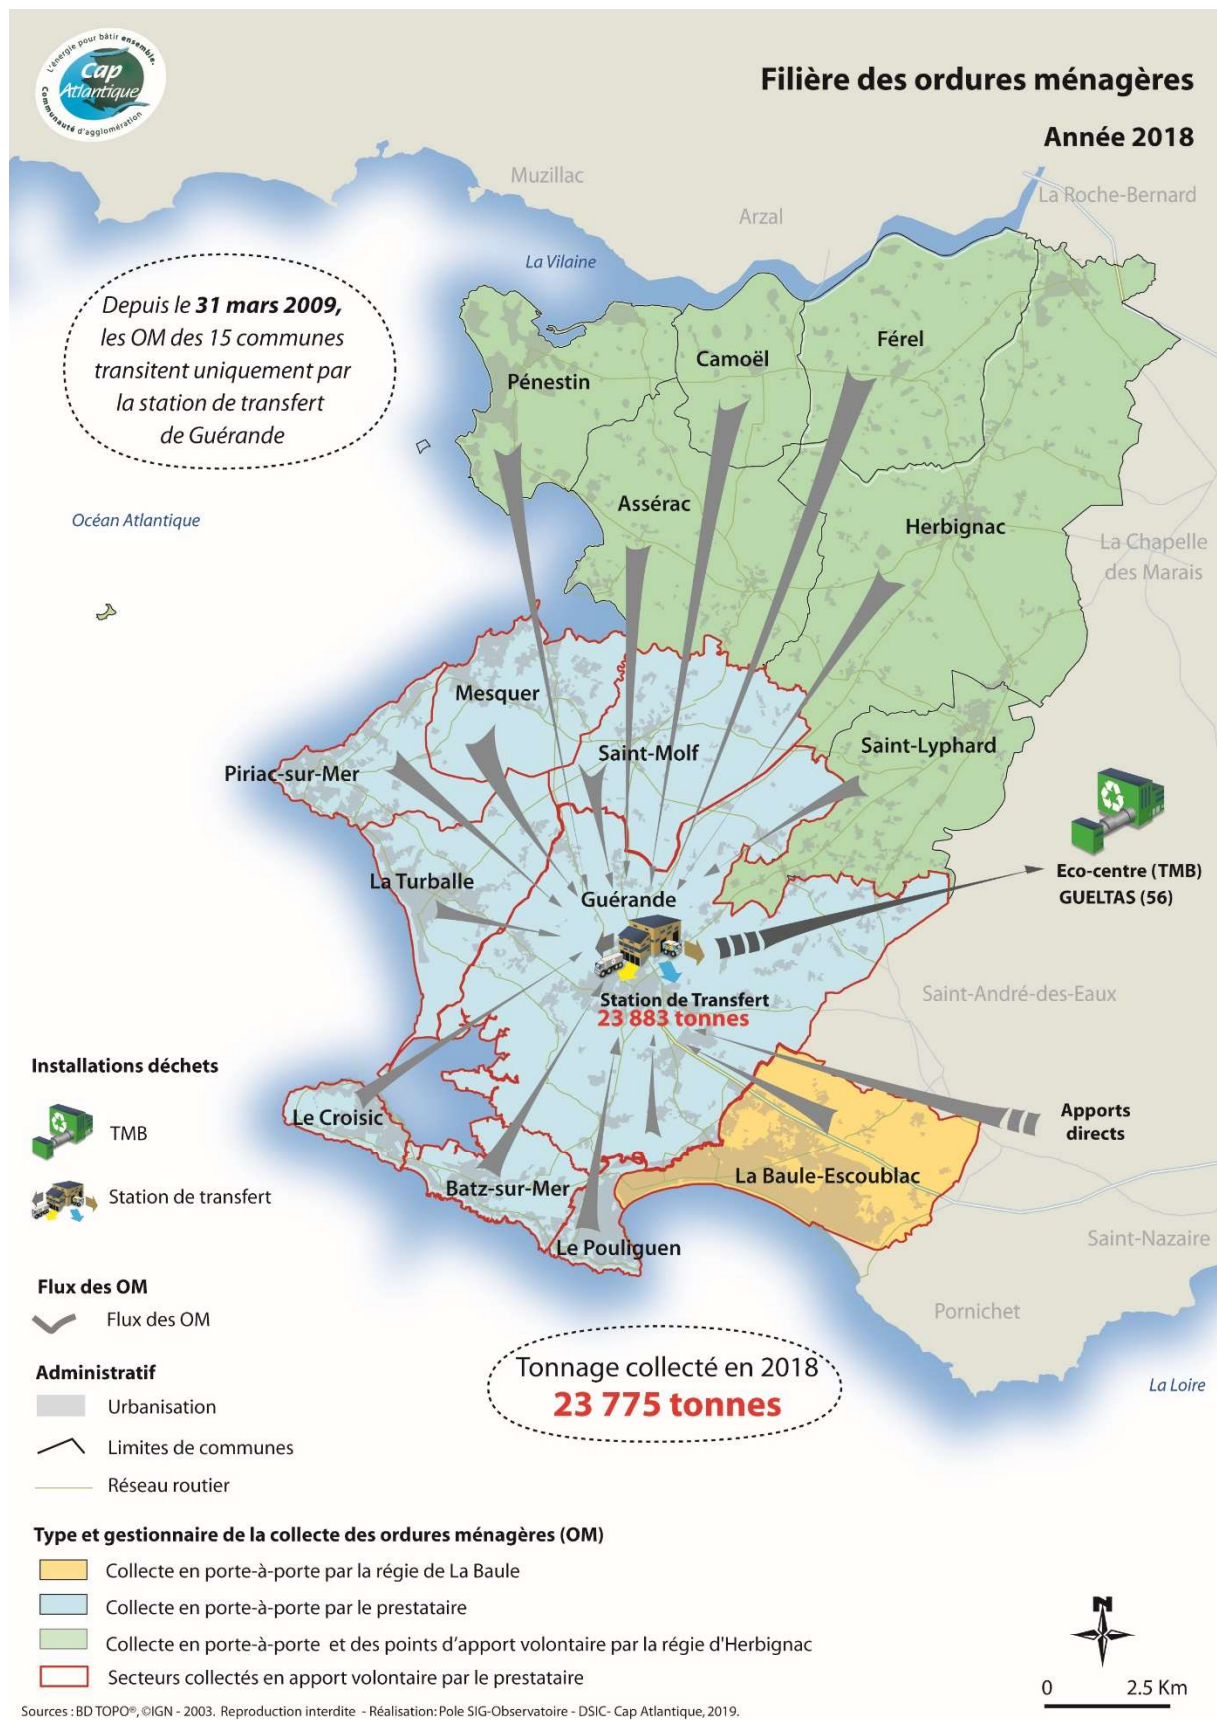 L'énergie pour bâtir ensemble.
Cap
Atlantique
Communauté d'agglomération
Filière des ordures ménagères
Année 2018
Muzillac
La Roche-Bernard
Arzal
La Vilaine
Depuis le 31 mars 2009,
les OM des 15 communes
transitent uniquement par
la station de transfert
de Guérande
Férel
Camoël
Pénestin
Assérac
Herbignac
Océan Atlantique
La Chapelle
des Marais
Mesquer
Saint-Molf
Saint-Lyphard
Piriac-sur-Mer
Eco-centre (TMB)
GUELTAS (56)
La Turballe
Guérande
Saint-André-des-Eaux
Station de Transfert
23 883 tonnes
Installations déchets
TMB
Station de transfert
Le Croisic
Apports
directs
La Baule-Escoublac
Batz-sur-Mer
Le Pouliguen
Saint-Nazaire
Pornichet
La Loire
Flux des OM
Flux des OM
Tonnage collecté en 2018
23 775 tonnes
Administratif
Urbanisation
Limites de communes
Réseau routier
Type et gestionnaire de la collecte des ordures ménagères (OM)
Collecte en porte-à-porte par la régie de La Baule
Collecte en porte-à-porte par le prestataire
Collecte en porte-à-porte et des points d'apport volontaire par la régie d'Herbignac
Secteurs collectés en apport volontaire par le prestataire
N
0 2.5 Km
Sources : BD TOPO®, ©IGN - 2003. Reproduction interdite - Réalisation: Pole SIG-Observatoire - DSIC- Cap Atlantique, 2019.